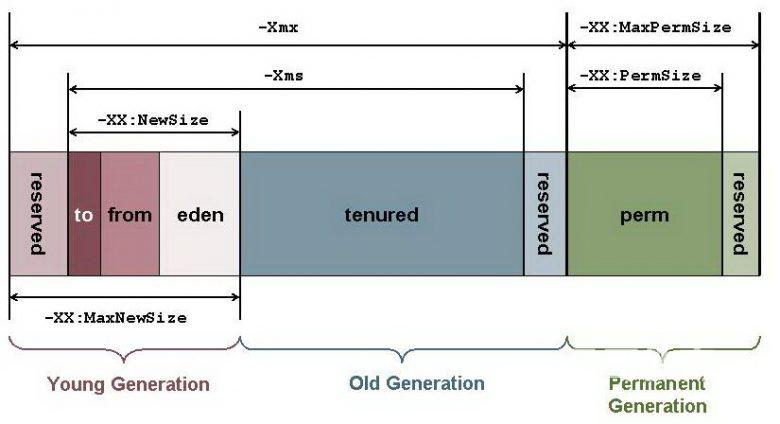 -Xmx
-XX:MaxPermSize
-XX:PermSize
-Xms
-XX:NewSize
reserved
to
from
eden
tenured
reserved
perm
reserved
-XX:MaxNewSize
Young Generation
Old Generation
Permanent
Generation